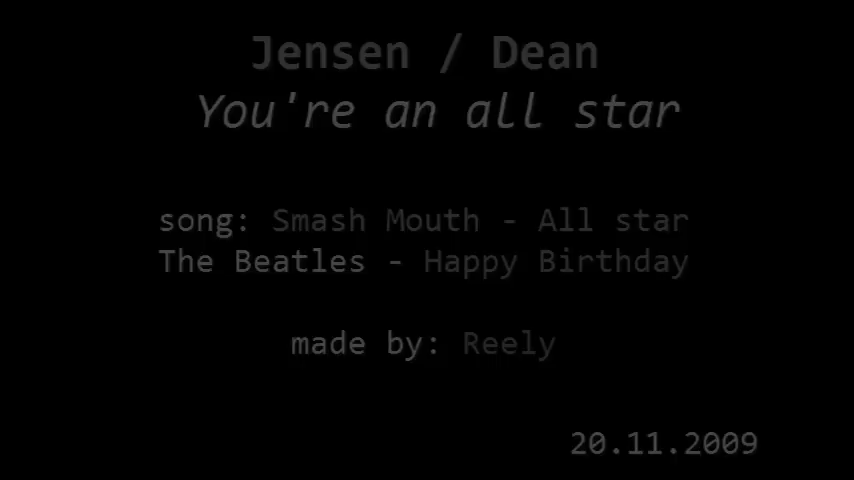 Jensen / Dean
You're an all star
song: Smash Mouth - All star
The Beatles - Happy Birthday
made by: Reely
20.11.2009